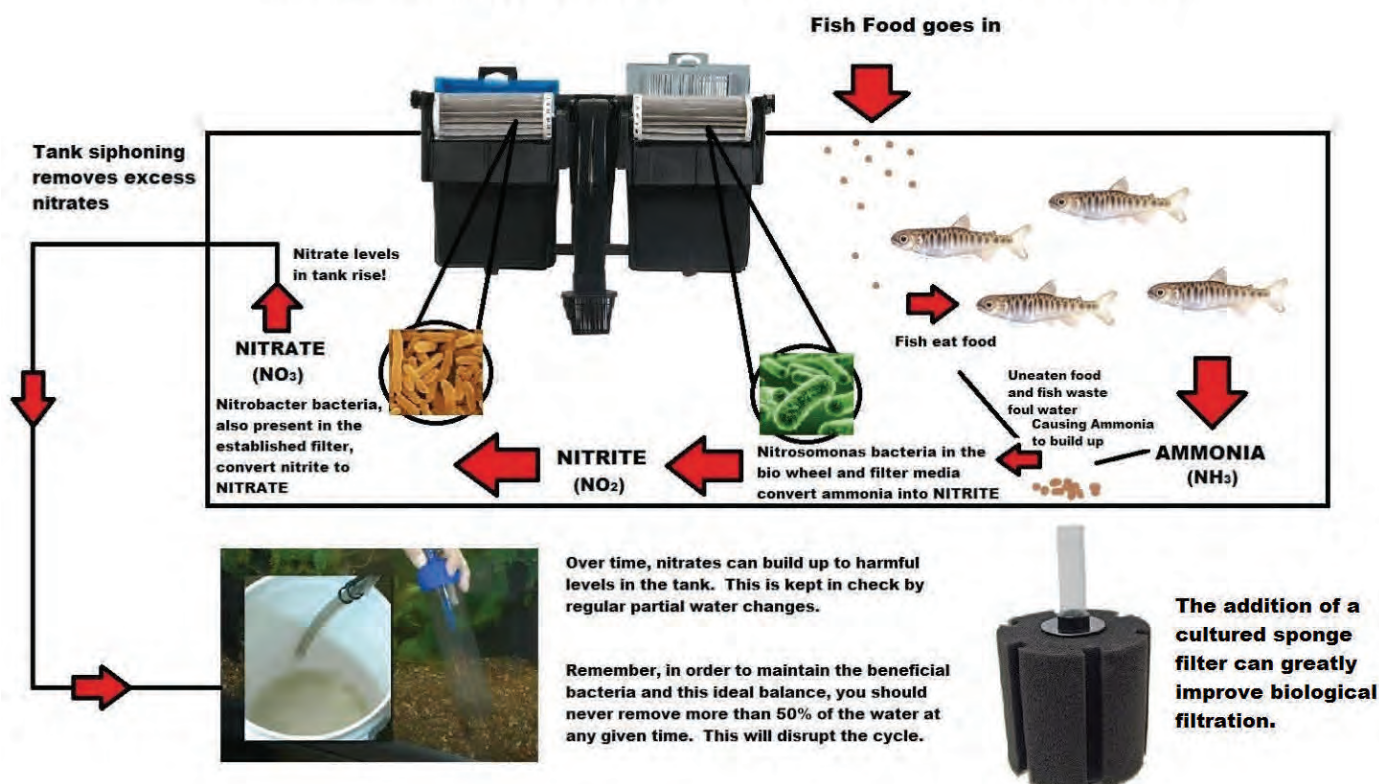 Fish Food goes in
Tank siphoning
removes excess
nitrates
Nitrate levels
in tank rise!
NITRATE
(NO₃)
Nitrobacter bacteria,
also present in the
established filter,
convert nitrite to
NITRATE
NITRITE
(NO₂)
Nitrosomonas bacteria in the
bio wheel and filter media
convert ammonia into NITRITE
Fish eat food
Uneaten food
and fish waste
foul water
Causing Ammonia
to build up
AMMONIA
(NH₃)
Over time, nitrates can build up to harmful
levels in the tank. This is kept in check by
regular partial water changes.
Remember, in order to maintain the beneficial
bacteria and this ideal balance, you should
never remove more than 50% of the water at
any given time. This will disrupt the cycle.
The addition of a
cultured sponge
filter can greatly
improve biological
filtration.